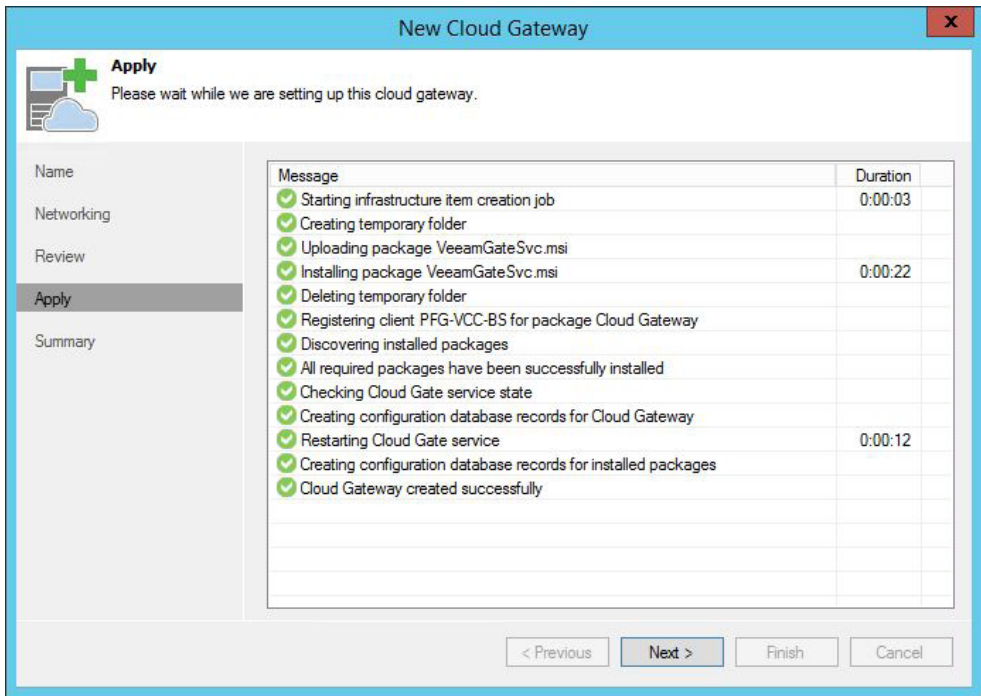 New Cloud Gateway
X
Apply
Please wait while we are setting up this cloud gateway.
Name
Networking
Review
Apply
Summary
Message Duration
Starting infrastructure item creation job 0:00:03
Creating temporary folder
Uploading package VeeamGateSvc.msi
Installing package VeeamGateSvc.msi 0:00:22
Deleting temporary folder
Registering client PFG-VCC-BS for package Cloud Gateway
Discovering installed packages
All required packages have been successfully installed
Checking Cloud Gate service state
Creating configuration database records for Cloud Gateway
Restarting Cloud Gate service 0:00:12
Creating configuration database records for installed packages
Cloud Gateway created successfully
< Previous Next > Finish Cancel